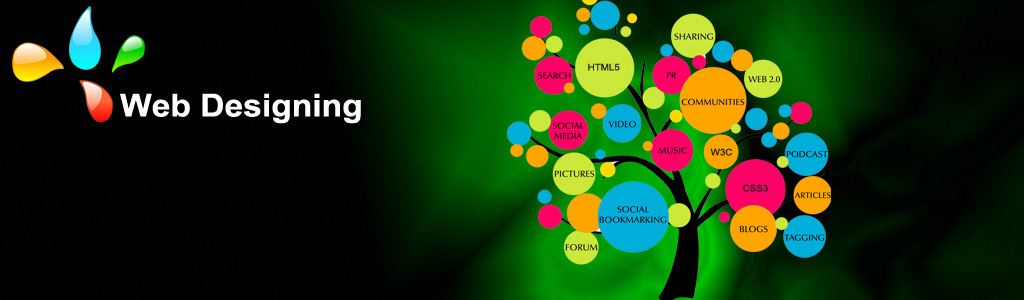 Web Designing
SHARING
HTML5
SEARCH
PR
WEB 2.0
COMMUNITIES
VIDEO
SOCIAL
MEDIA
MUSIC
W3C
PODCAST
PICTURES
CSS3
ARTICLES
SOCIAL
BOOKMARKING
BLOGS
TAGGING
FORUM